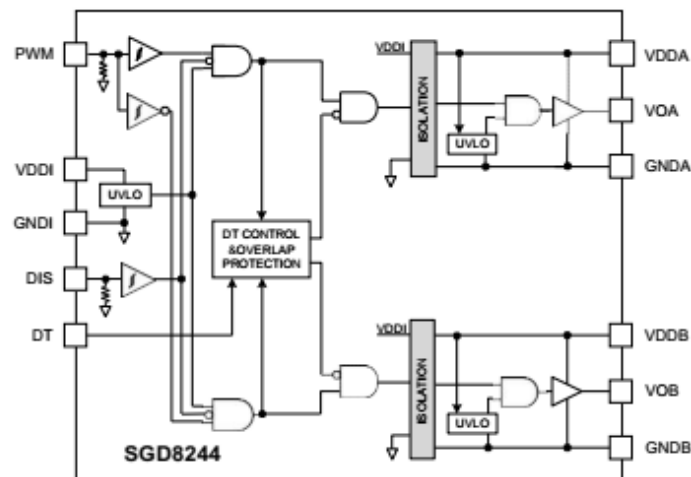 PWM
VDDI
GNDI
DIS
DT
UVLO
DT CONTROL
&OVERLAP
PROTECTION
SGD8244
VDDI
ISOLATION
UVLO
VDDA
VOA
GNDA
VDDI
ISOLATION
UVLO
VDDB
VOB
GNDB